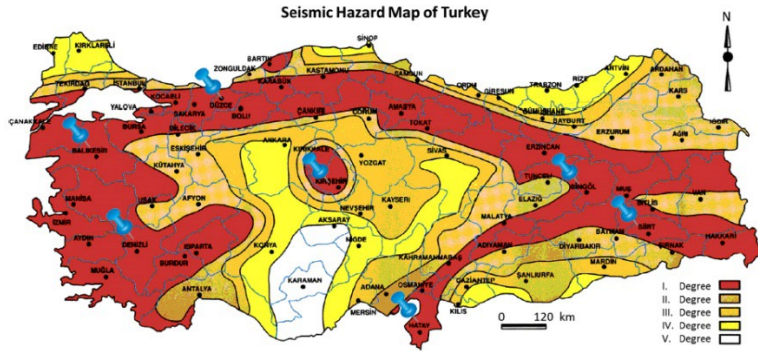 Seismic Hazard Map of Turkey
N
SİNOP
EDİRNE
KIRKLARELİ
BARTIN
ZONGULDAK
KASTAMONU
ARTVİN
ARDAHAN
TEKİRDAĞ
İSTANBUL
KARABÜK
SAMSUN
TRABZON
RİZE
KARS
KOCAELİ
DÜZCE
ORDU
GİRESUN
YALOVA
SAKARYA
BOLU
ÇANKIRI
ÇORUM
AMASYA
GÜMÜŞHANE
BAYBURT
IĞDIR
ÇANAKKALE
BURSA
BİLECİK
TOKAT
ERZURUM
AĞRI
BALIKESİR
ESKİŞEHİR
ANKARA
KIRIKKALE
YOZGAT
SİVAS
ERZİNCAN
KÜTAHYA
KIRŞEHİR
TUNCELİ
BİNGÖL
MUŞ
BİTLİS
VAN
MANİSA
UŞAK
AFYON
NEVŞEHİR
KAYSERİ
ELAZIĞ
İZMİR
AKSARAY
MALATYA
AYDIN
DENİZLİ
ISPARTA
KONYA
NİĞDE
ADIYAMAN
DİYARBAKIR
BATMAN
SİİRT
ŞIRNAK
HAKKARİ
BURDUR
KAHRAMANMARAŞ
MARDİN
MUĞLA
KARAMAN
ADANA
OSMANİYE
GAZİANTEP
ŞANLIURFA
ANTALYA
MERSİN
KİLİS
HATAY
0 120 km
I. Degree
II. Degree
III. Degree
IV. Degree
V. Degree